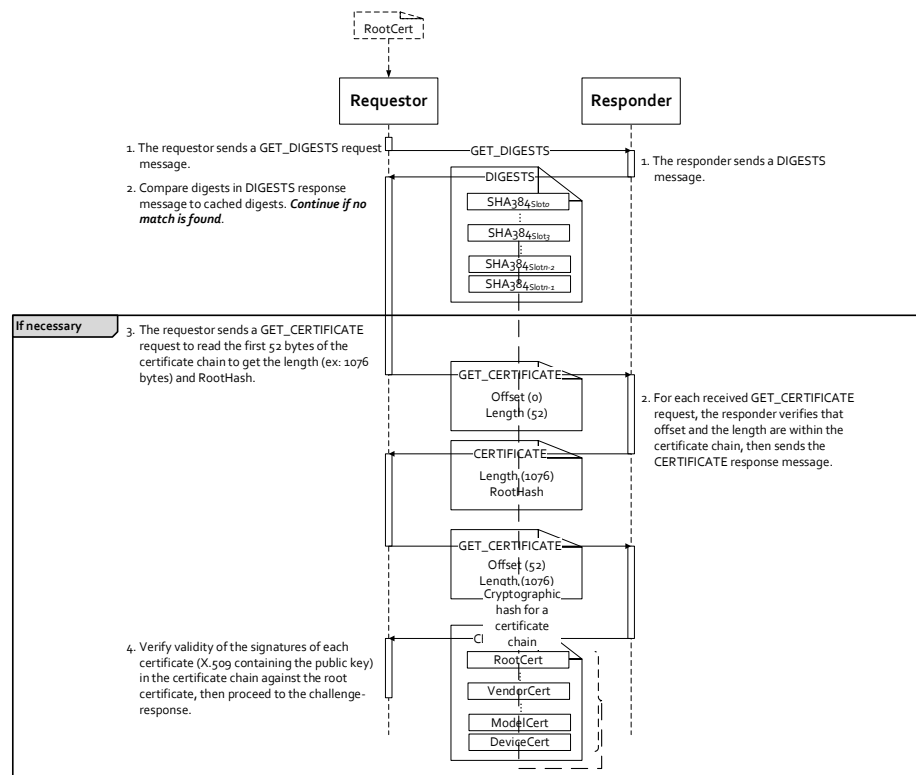 RootCert
Requestor
Responder
1. The requestor sends a GET_DIGESTS request
message.
GET_DIGESTS
1. The responder sends a DIGESTS
message.
DIGESTS
2. Compare digests in DIGESTS response
message to cached digests. Continue if no
match is found.
SHA384Slot0
SHA384Slot3
SHA384Slotn-2
SHA384Slotn-1
If necessary
3. The requestor sends a GET_CERTIFICATE
request to read the first 52 bytes of the
certificate chain to get the length (ex: 1076
bytes) and RootHash.
GET_CERTIFICATE
Offset (0)
Length (52)
2. For each received GET_CERTIFICATE
request, the responder verifies that
offset and the length are within the
certificate chain, then sends the
CERTIFICATE response message.
CERTIFICATE
Length (1076)
RootHash
GET_CERTIFICATE
Offset (52)
Length (1076)
Cryptographic
hash for a
certificate
chain
4. Verify validity of the signatures of each
certificate (X.509 containing the public key)
in the certificate chain against the root
certificate, then proceed to the challenge-
response.
RootCert
VendorCert
ModelCert
DeviceCert